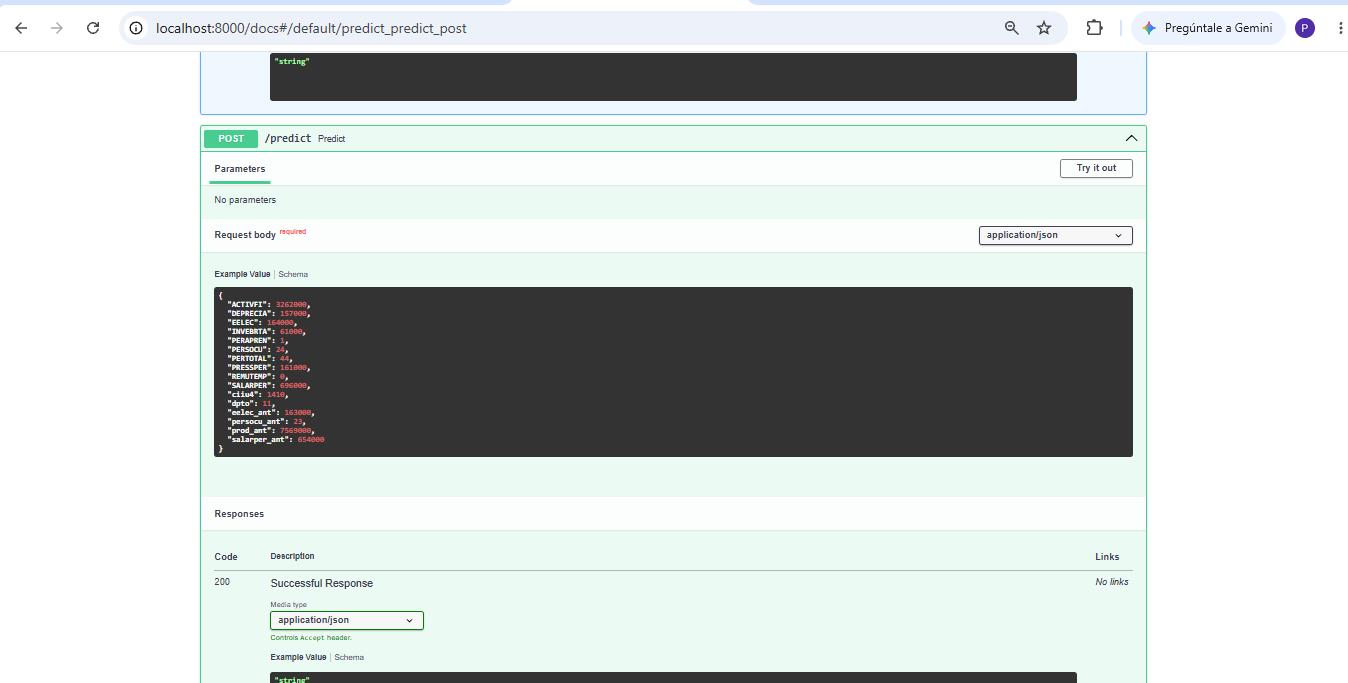 localhost:8000/docs#/default/predict_predict_post
Pregúntale a Gemini
P
"string"
POST /predict Predict
Parameters
Try it out
No parameters
Request body required
application/json
Example Value | Schema
{
"ACTIVFI": 3262000,
"DEPRECIA": 157000,
"EELEC": 164000,
"INVEBRTA": 61000,
"PERAPREN": 1,
"PERSOCU": 24,
"PERTOTAL": 44,
"PRESSPER": 161000,
"REMUTEMP": 0,
"SALARPER": 696000,
"ciiu4": 1410,
"dpto": 11,
"eelec_ant": 163000,
"persocu_ant": 23,
"prod_ant": 7569000,
"salarper_ant": 654000
}
Responses
Code Description Links
200 Successful Response No links
Media type
application/json
Controls Accept header.
Example Value | Schema
"string"